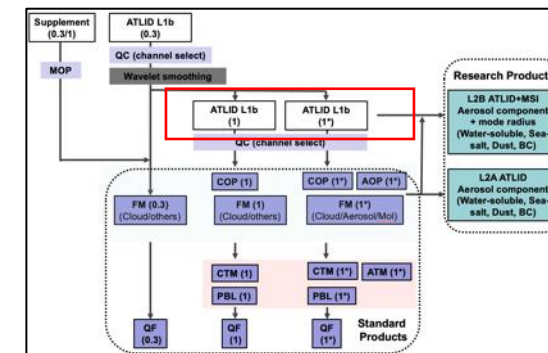 Supplement
(0.3/1)
ATLID L1b
(0.3)
QC (channel select)
MOP
Wavelet smoothing
ATLID L1b
(1)
ATLID L1b
(1*)
QC (channel select)
COP (1)
COP (1*)
AOP (1*)
FM (0.3)
(Cloud/others)
FM (1)
(Cloud/others)
FM (1*)
(Cloud/Aerosol/Mol)
CTM (1)
CTM (1*)
ATM (1*)
PBL (1)
PBL (1*)
QF
(0.3)
QF
(1)
QF
(1*)
Standard
Products
Research Product
L2B ATLID+MSI
Aerosol component
+ mode radius
(Water-soluble, Sea-
salt, Dust, BC)
L2A ATLID
Aerosol component
(Water-soluble, Sea-
salt, Dust, BC)